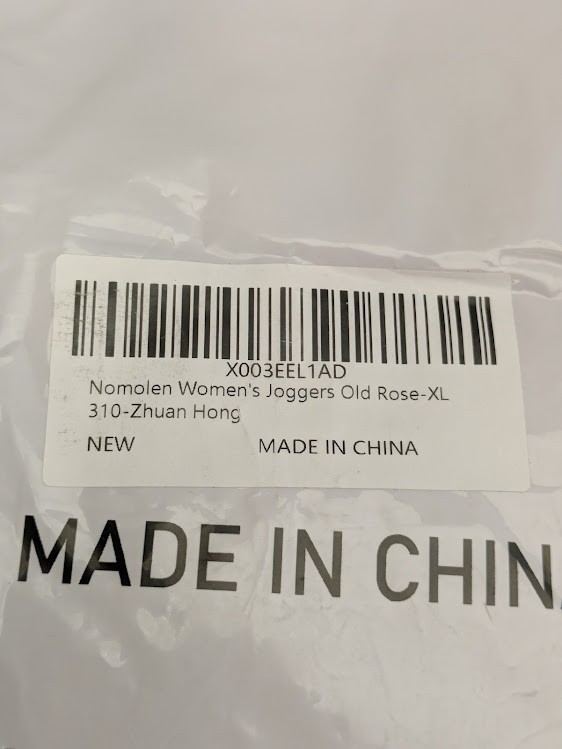 X003EEL1AD
Nomolen Women's Joggers Old Rose-XL
310-Zhuan Hong
NEW MADE IN CHINA
MADE IN CHIN